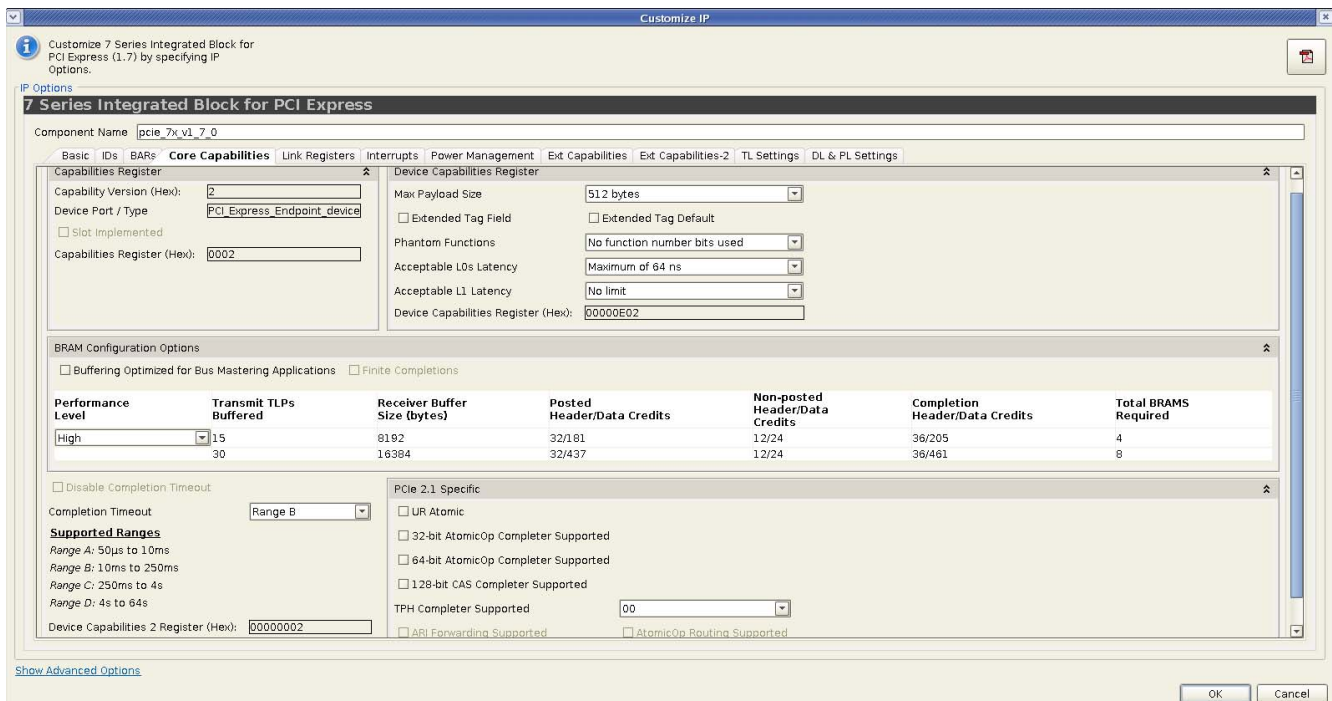 Customize IP
Customize 7 Series Integrated Block for
PCI Express (1.7) by specifying IP
Options.
IP Options
7 Series Integrated Block for PCI Express
Component Name pcie_7x_v1_7_0
Basic IDs BARs Core Capabilities Link Registers Interrupts Power Management Ext Capabilities Ext Capabilities-2 TL Settings DL & PL Settings
Capabilities Register
Capability Version (Hex): 2
Device Port / Type PCI_Express_Endpoint_device
Slot Implemented
Capabilities Register (Hex): 0002
Device Capabilities Register
Max Payload Size 512 bytes
Extended Tag Field Extended Tag Default
Phantom Functions No function number bits used
Acceptable L0s Latency Maximum of 64 ns
Acceptable L1 Latency No limit
Device Capabilities Register (Hex): 00000E02
BRAM Configuration Options
Buffering Optimized for Bus Mastering Applications Finite Completions
Performance Level Transmit TLPs Buffered Receiver Buffer Size (bytes) Posted Header/Data Credits Non-posted Header/Data Credits Completion Header/Data Credits Total BRAMS Required
High 15 8192 32/181 12/24 36/205 4
30 16384 32/437 12/24 36/461 8
Disable Completion Timeout
Completion Timeout Range B
Supported Ranges
Range A: 50µs to 10ms
Range B: 10ms to 250ms
Range C: 250ms to 4s
Range D: 4s to 64s
Device Capabilities 2 Register (Hex): 00000002
PCIe 2.1 Specific
UR Atomic
32-bit AtomicOp Completer Supported
64-bit AtomicOp Completer Supported
128-bit CAS Completer Supported
TPH Completer Supported 00
ARI Forwarding Supported AtomicOp Routing Supported
Show Advanced Options
OK Cancel